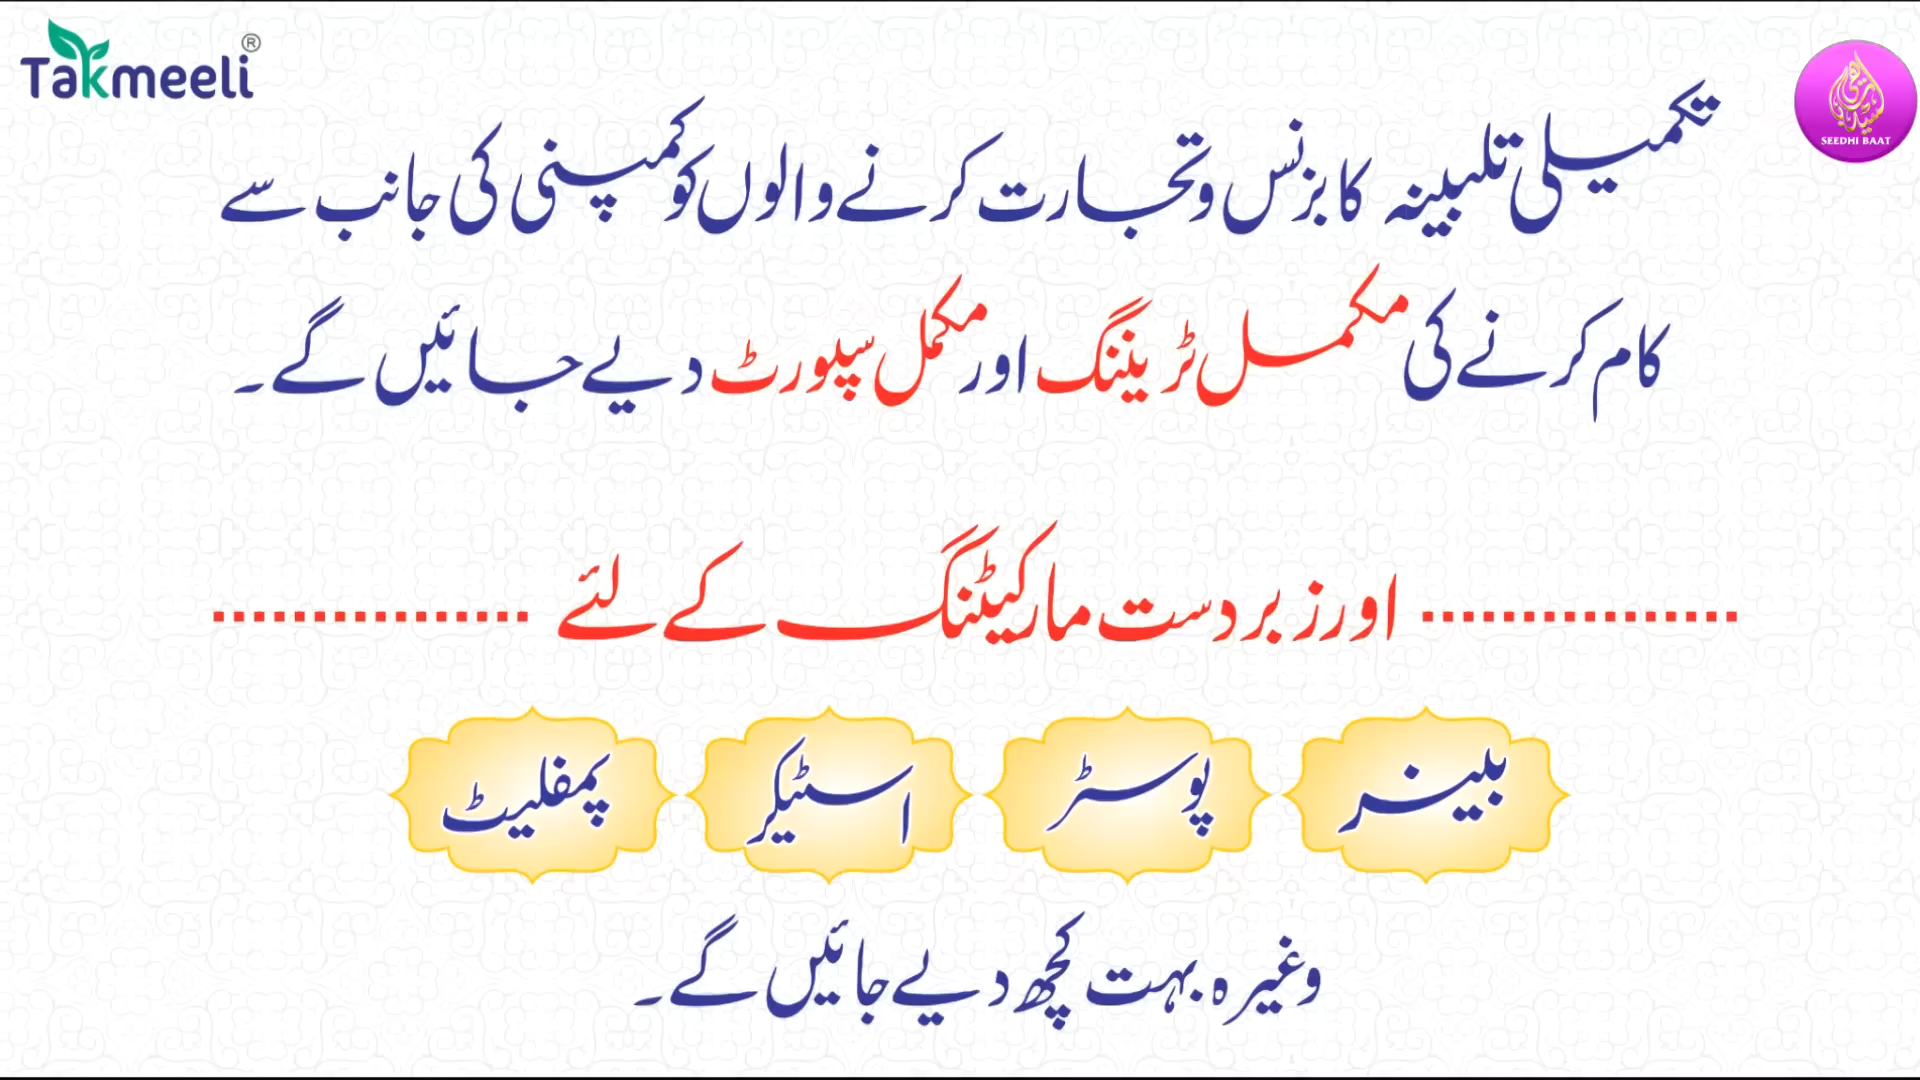 Takmeeli®
SEEDHI BAAT
تکمیلی تلبینہ کا بزنس و تجارت کرنے والوں کو کمپنی کی جانب سے
کام کرنے کی مکمل ٹریننگ اور مکمل سپورٹ دیے جائیں گے۔
............... اور زبردست مارکیٹنگ کے لئے ...............
بینر پوسٹر اسٹیکر پمفلیٹ
وغیرہ بہت کچھ دیے جائیں گے۔